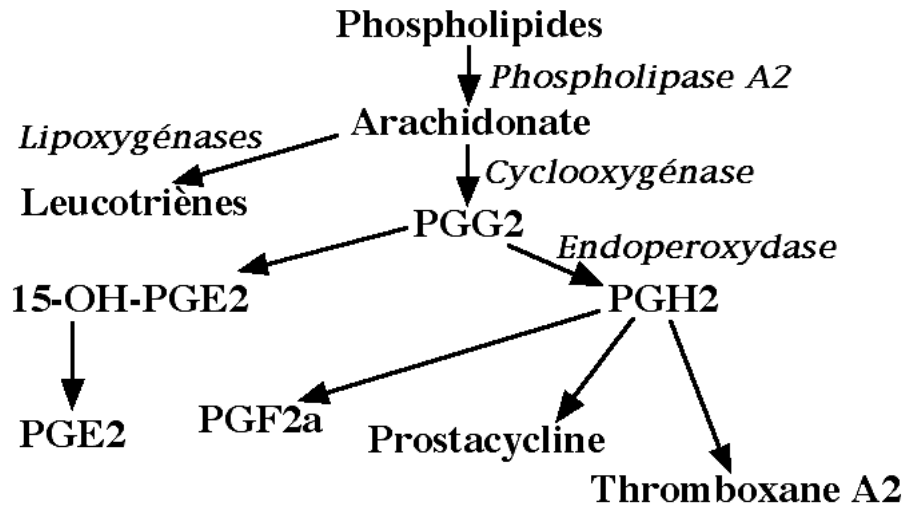 Phospholipides
Phospholipase A2
Arachidonate
Lipoxygénases
Cyclooxygénase
Leucotriènes
PGG2
Endoperoxydase
15-OH-PGE2
PGH2
PGE2
PGF2a
Prostacycline
Thromboxane A2